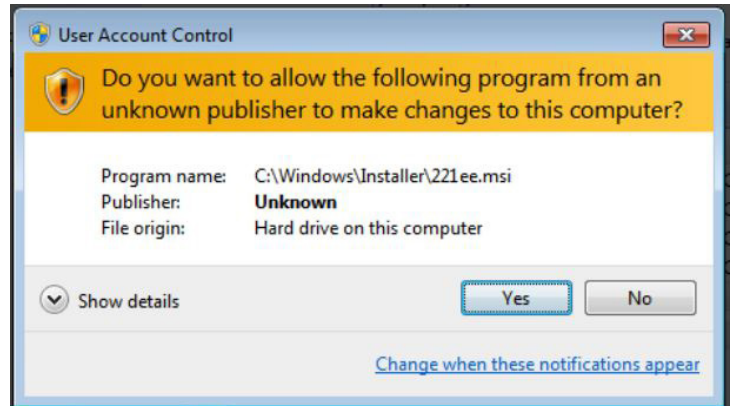 User Account Control
Do you want to allow the following program from an
unknown publisher to make changes to this computer?
Program name: C:\Windows\Installer\221ee.msi
Publisher: Unknown
File origin: Hard drive on this computer
Show details
Yes No
Change when these notifications appear